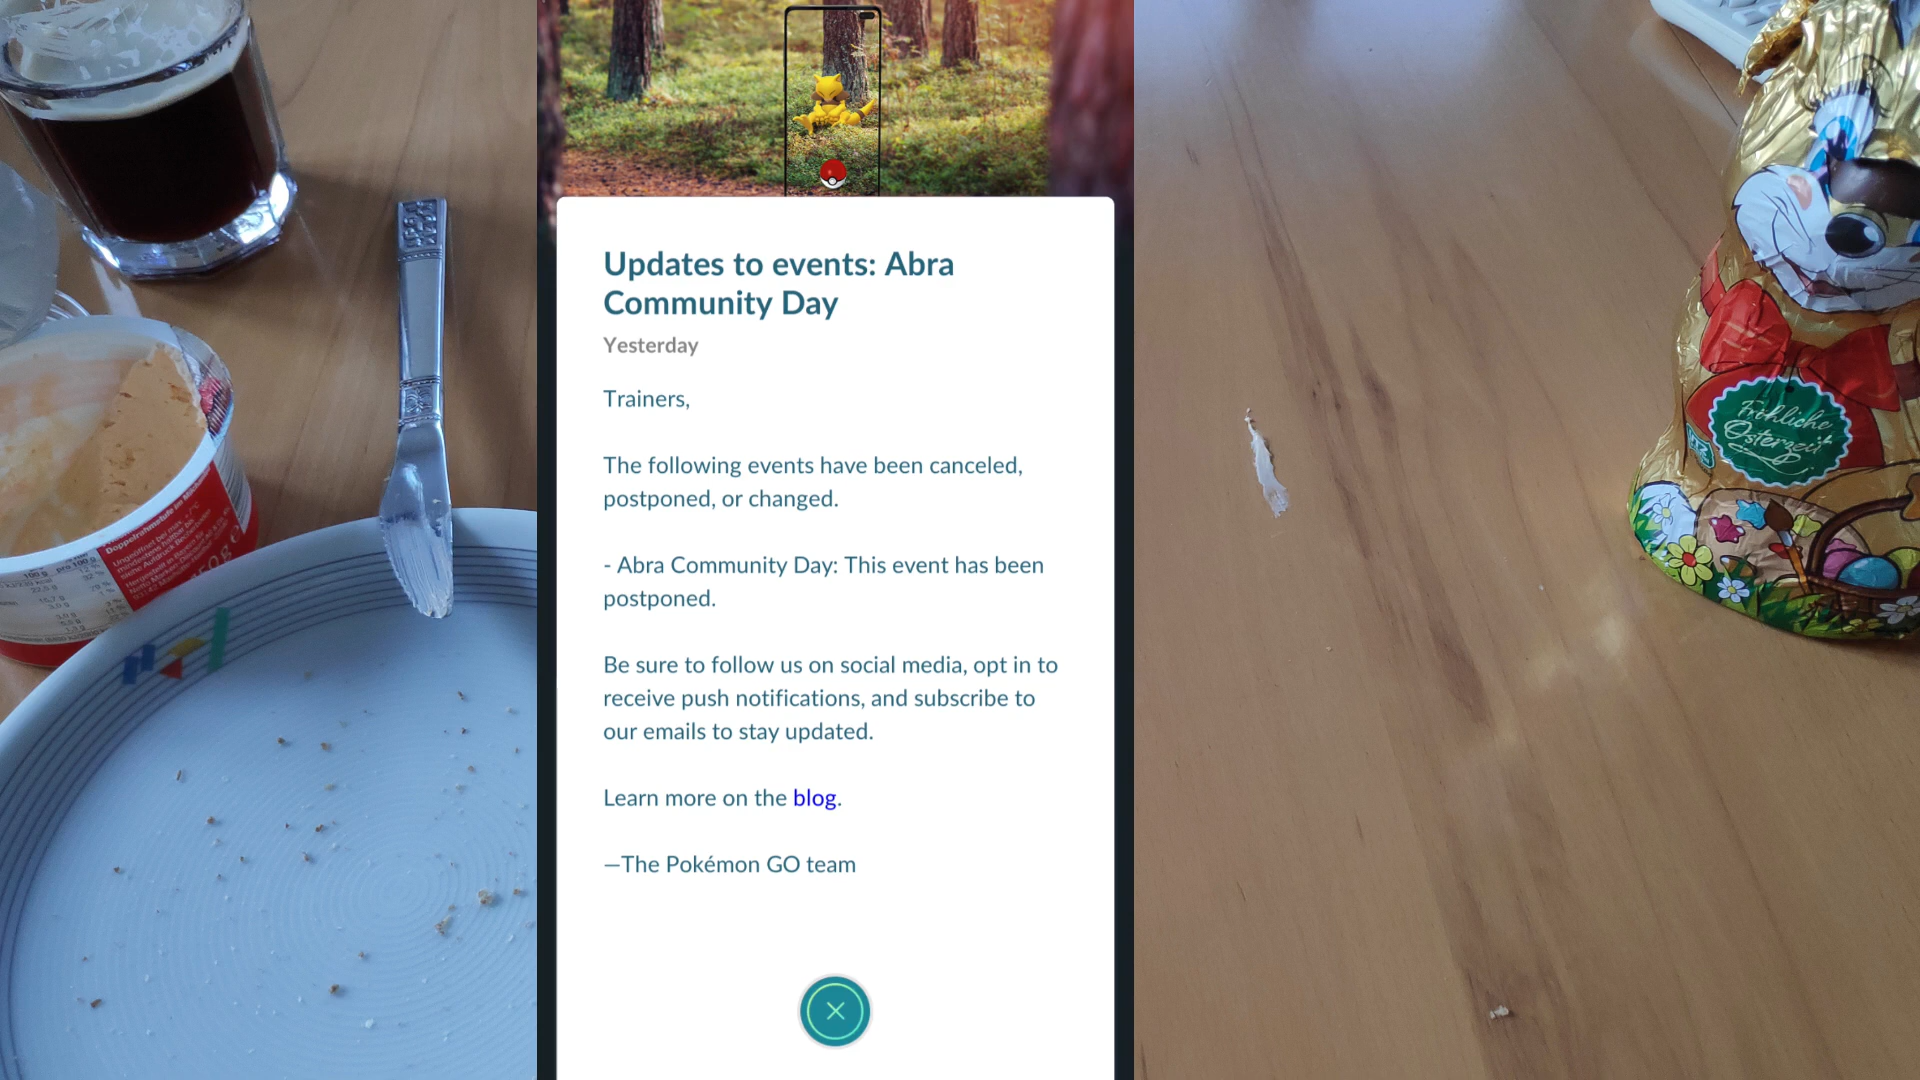 Doppelrahmstufe
pro 100 g
Updates to events: Abra
Community Day
Yesterday
Trainers,
The following events have been canceled,
postponed, or changed.
- Abra Community Day: This event has been
postponed.
Be sure to follow us on social media, opt in to
receive push notifications, and subscribe to
our emails to stay updated.
Learn more on the blog.
—The Pokémon GO team
Fröhliche
Osterzeit